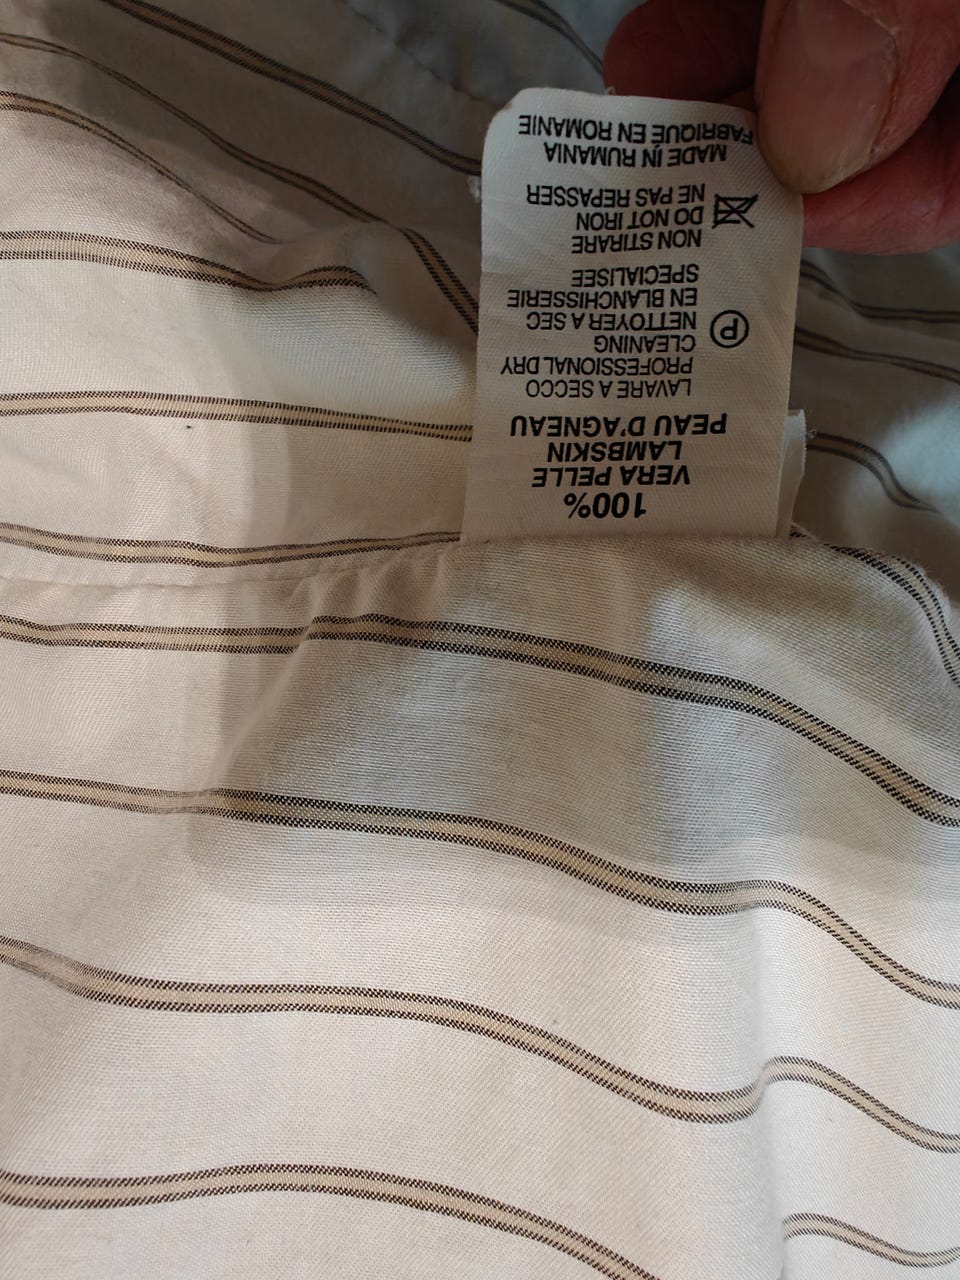 100%
VERA PELLE
LAMBSKIN
PEAU D'AGNEAU
LAVARE A SECCO
PROFESSIONAL DRY
CLEANING
NETTOYER A SEC
EN BLANCHISSERIE
SPECIALISEE
P
NON STIRARE
DO NOT IRON
NE PAS REPASSER
MADE IN RUMANIA
FABRIQUE EN ROMANIE